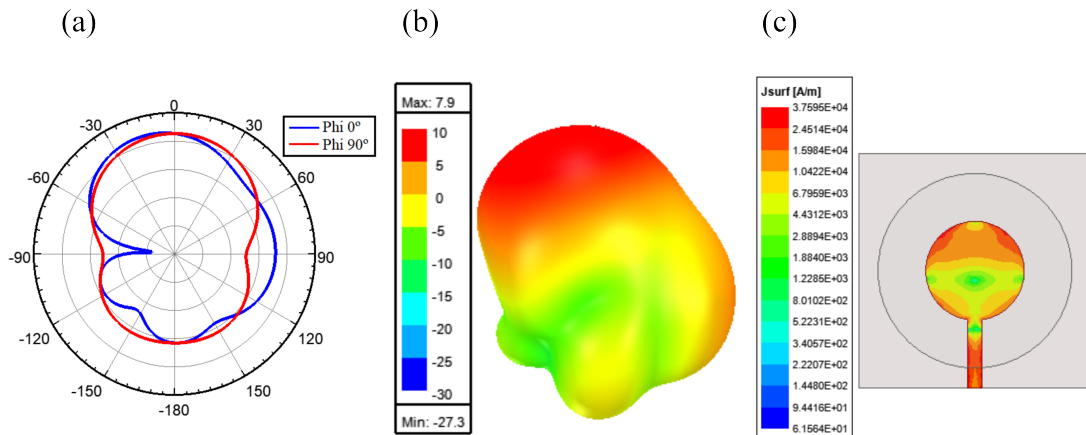 (a)
(b)
(c)
0
-30
30
-60
60
-90
90
-120
120
-150
150
-180
Phi 0º
Phi 90º
Max: 7.9
10
5
0
-5
-10
-15
-20
-25
-30
Min: -27.3
Jsurf [A/m]
3.7595E+04
2.4514E+04
1.5984E+04
1.0422E+04
6.7959E+03
4.4312E+03
2.8894E+03
1.8840E+03
1.2285E+03
8.0102E+02
5.2231E+02
3.4057E+02
2.2207E+02
1.4480E+02
9.4416E+01
6.1564E+01